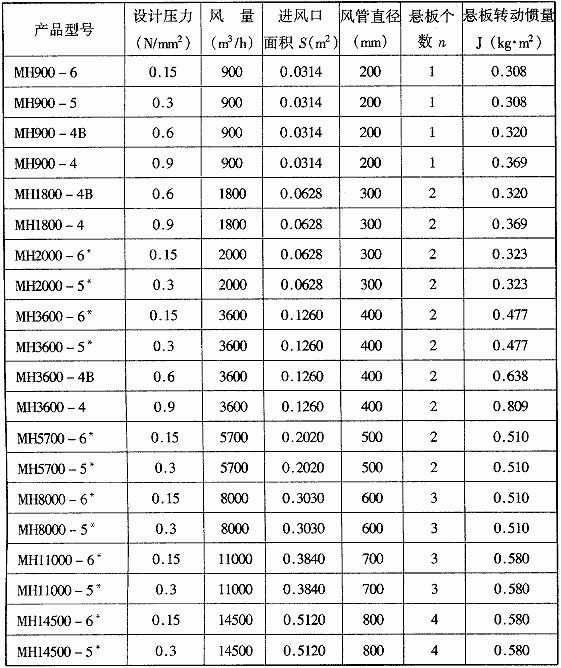 产品型号 设计压力 (N/mm²) 风 量 (m³/h) 进风口 面积 S(m²) 风管直径 (mm) 悬板个 数 n 悬板转动惯量 J (kg·m²)
MH900-6 0.15 900 0.0314 200 1 0.308
MH900-5 0.3 900 0.0314 200 1 0.308
MH900-4B 0.6 900 0.0314 200 1 0.320
MH900-4 0.9 900 0.0314 200 1 0.369
MH1800-4B 0.6 1800 0.0628 300 2 0.320
MH1800-4 0.9 1800 0.0628 300 2 0.369
MH2000-6* 0.15 2000 0.0628 300 2 0.323
MH2000-5* 0.3 2000 0.0628 300 2 0.323
MH3600-6* 0.15 3600 0.1260 400 2 0.477
MH3600-5* 0.3 3600 0.1260 400 2 0.477
MH3600-4B 0.6 3600 0.1260 400 2 0.638
MH3600-4 0.9 3600 0.1260 400 2 0.809
MH5700-6* 0.15 5700 0.2020 500 2 0.510
MH5700-5* 0.3 5700 0.2020 500 2 0.510
MH8000-6* 0.15 8000 0.3030 600 3 0.510
MH8000-5* 0.3 8000 0.3030 600 3 0.510
MH11000-6* 0.15 11000 0.3840 700 3 0.580
MH11000-5* 0.3 11000 0.3840 700 3 0.580
MH14500-6* 0.15 14500 0.5120 800 4 0.580
MH14500-5* 0.3 14500 0.5120 800 4 0.580